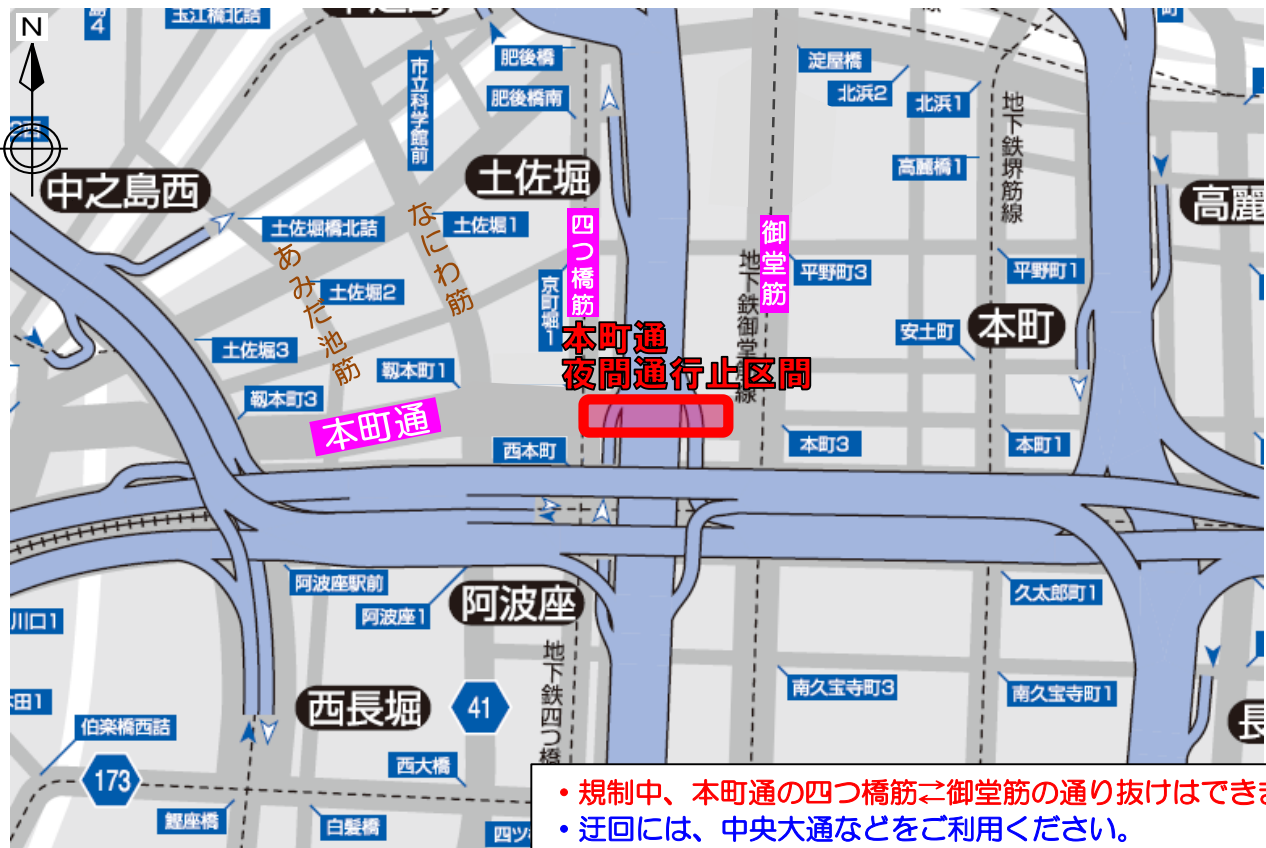 N
玉江橋北詰
肥後橋
肥後橋南
市立科学館前
淀屋橋
北浜2
北浜1
地下鉄堺筋線
高麗橋1
中之島西
土佐堀
土佐堀橋北詰
なにわ筋
土佐堀1
四つ橋筋
御堂筋
あみだ池筋
土佐堀2
京町堀1
地下鉄御堂筋線
平野町3
平野町1
安土町
本町
土佐堀3
靱本町1
靱本町3
本町通
夜間通行止区間
本町通
西本町
本町3
本町1
阿波座駅前
阿波座1
阿波座
久太郎町1
川口1
地下鉄四つ橋
南久宝寺町3
南久宝寺町1
西長堀
41
伯楽橋西詰
173
西大橋
鰹座橋
白髪橋
・規制中、本町通の四つ橋筋⇄御堂筋の通り抜けはでき
・迂回には、中央大通などをご利用ください。